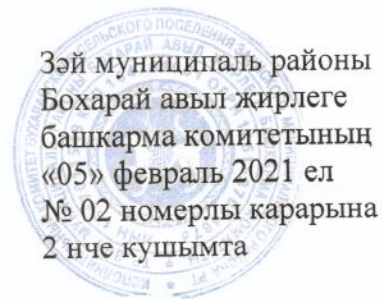 Зәй муниципаль районы
Бохарай авыл җирлеге
башкарма комитетының
«05» февраль 2021 ел
№ 02 номерлы карарына
2 нче кушымта